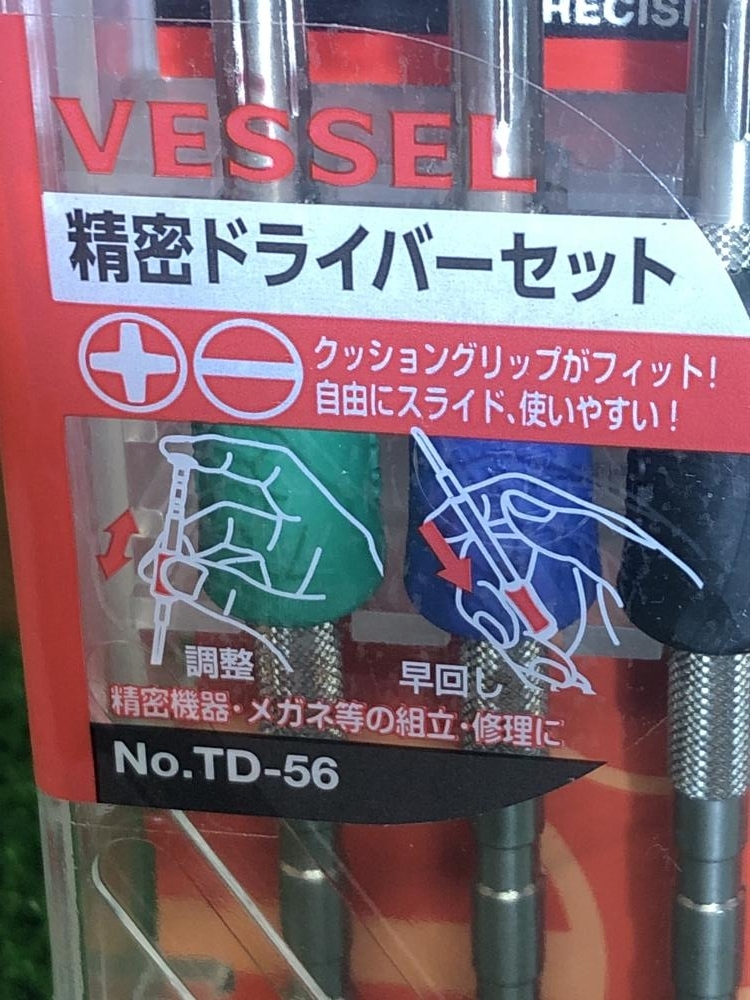 VESSEL
精密ドライバーセット
クッショングリップがフィット!
自由にスライド、使いやすい!
調整
早回し
精密機器・メガネ等の組立・修理に
No.TD-56